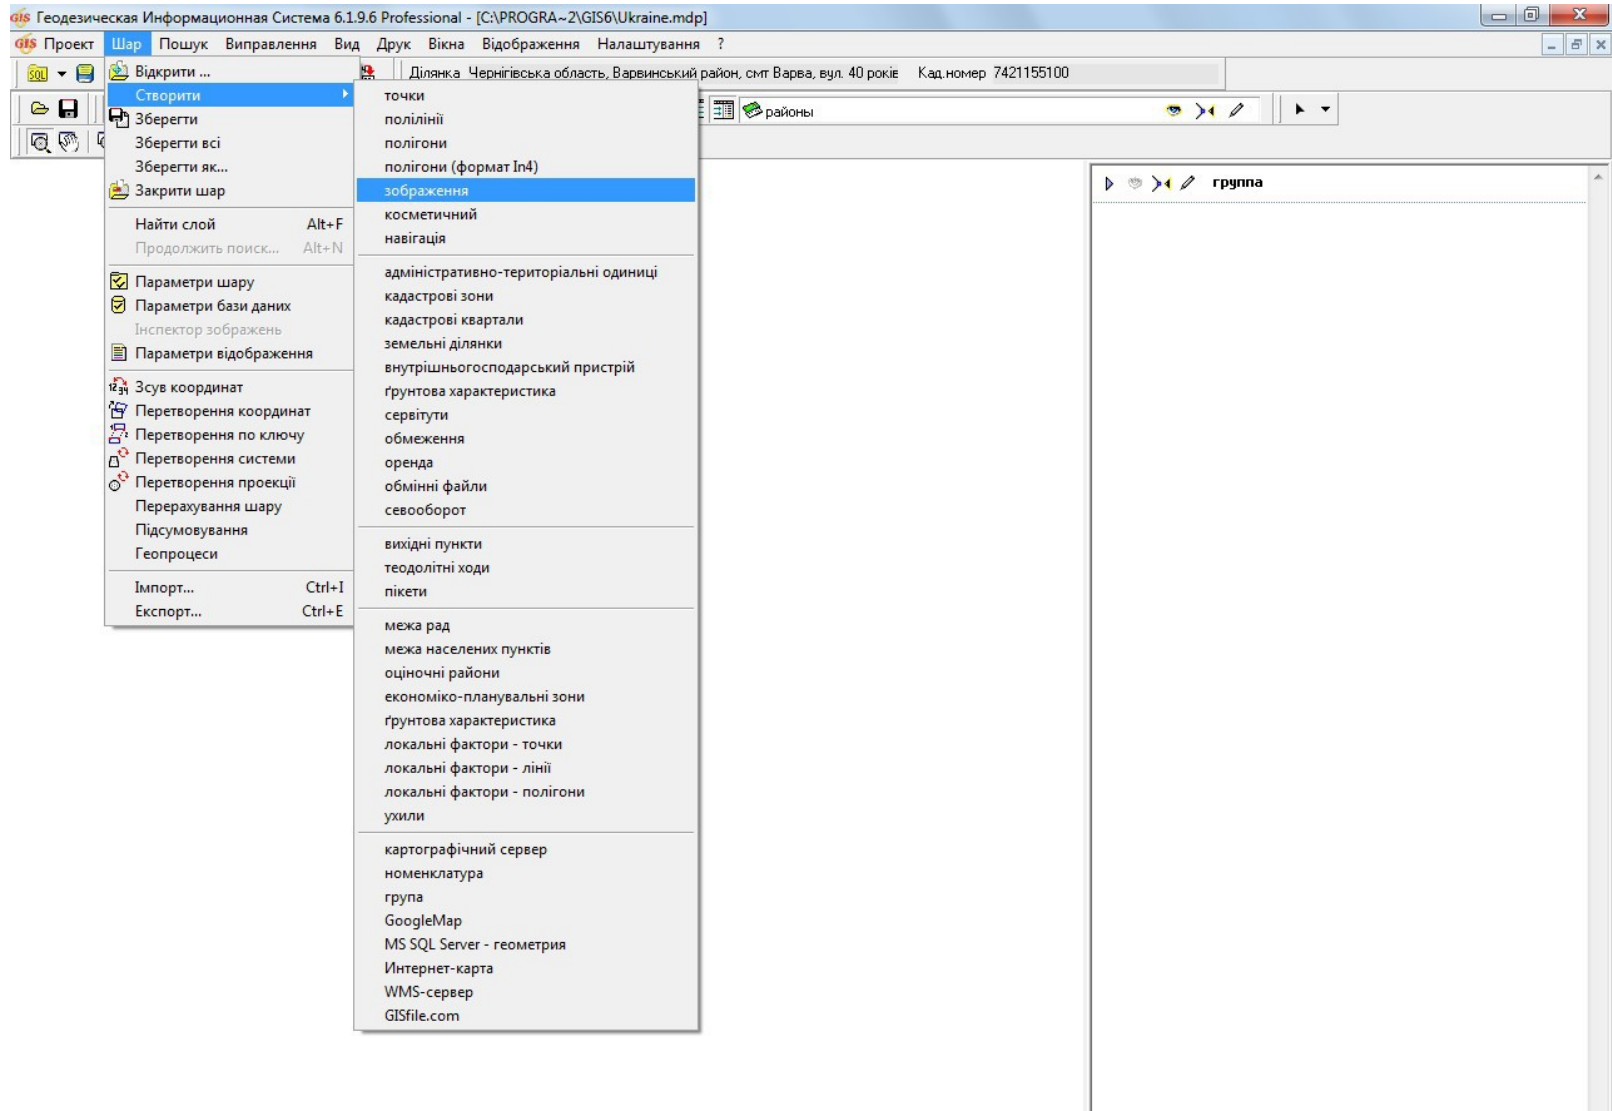 GIS Геодезическая Информационная Система 6.1.9.6 Professional - [C:\PROGRA~2\GIS6\Ukraine.mdp]
GIS Проект Шар Пошук Виправлення Вид Друк Вікна Відображення Налаштування ?
SQL
Ділянка Чернігівська область, Варвинський район, смт Варва, вул. 40 років Кад.номер 7421155100
районы
группа
Відкрити ...
Створити
Зберегти
Зберегти всі
Зберегти як...
Закрити шар
Найти слой Alt+F
Продолжить поиск... Alt+N
Параметри шару
Параметри бази даних
Інспектор зображень
Параметри відображення
Зсув координат
Перетворення координат
Перетворення по ключу
Перетворення системи
Перетворення проекції
Перерахування шару
Підсумовування
Геопроцеси
Імпорт... Ctrl+I
Експорт... Ctrl+E
точки
полілінії
полігони
полігони (формат In4)
зображення
косметичний
навігація
адміністративно-територіальні одиниці
кадастрові зони
кадастрові квартали
земельні ділянки
внутрішньогосподарський пристрій
ґрунтова характеристика
сервітути
обмеження
оренда
обмінні файли
севооборот
вихідні пункти
теодолітні ходи
пікети
межа рад
межа населених пунктів
оціночні райони
економіко-планувальні зони
ґрунтова характеристика
локальні фактори - точки
локальні фактори - лінії
локальні фактори - полігони
ухили
картографічний сервер
номенклатура
група
GoogleMap
MS SQL Server - геометрия
Интернет-карта
WMS-сервер
GISfile.com